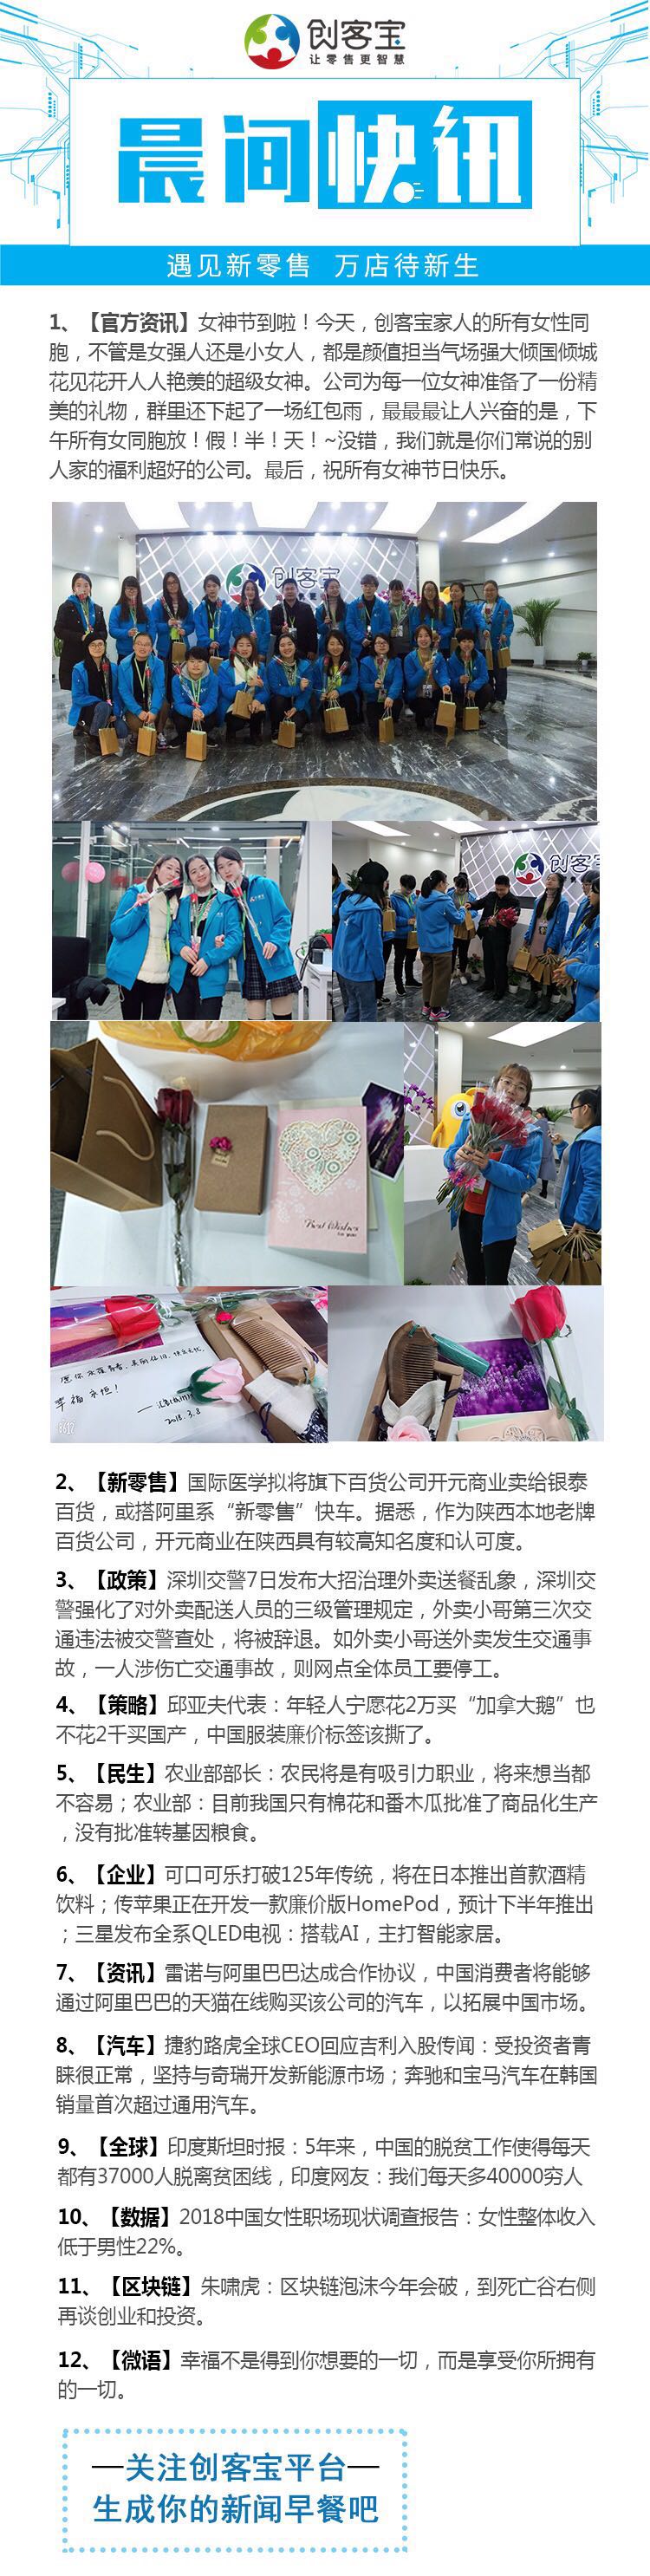 创客宝
让零售更智慧
晨间快讯
遇见新零售 万店待新生
1、【官方资讯】女神节到啦！今天，创客宝家人的所有女性同
胞，不管是女强人还是小女人，都是颜值担当气场强大倾国倾城
花见花开人人艳羡的超级女神。公司为每一位女神准备了一份精
美的礼物，群里还下起了一场红包雨，最最最让人兴奋的是，下
午所有女同胞放！假！半！天！~没错，我们就是你们常说的别
人家的福利超好的公司。最后，祝所有女神节日快乐。
创客宝
创客宝
Best Wishes
for you
幸福永恒！
2018.3.8
2、【新零售】国际医学拟将旗下百货公司开元商业卖给银泰
百货，或搭阿里系“新零售”快车。据悉，作为陕西本地老牌
百货公司，开元商业在陕西具有较高知名度和认可度。
3、【政策】深圳交警7日发布大招治理外卖送餐乱象，深圳交
警强化了对外卖配送人员的三级管理规定，外卖小哥第三次交
通违法被交警查处，将被辞退。如外卖小哥送外卖发生交通事
故，一人涉伤亡交通事故，则网点全体员工要停工。
4、【策略】邱亚夫代表：年轻人宁愿花2万买“加拿大鹅”也
不花2千买国产，中国服装廉价标签该撕了。
5、【民生】农业部部长：农民将是有吸引力职业，将来想当都
不容易；农业部：目前我国只有棉花和番木瓜批准了商品化生产
，没有批准转基因粮食。
6、【企业】可口可乐打破125年传统，将在日本推出首款酒精
饮料；传苹果正在开发一款廉价版HomePod，预计下半年推出
；三星发布全系QLED电视：搭载AI，主打智能家居。
7、【资讯】雷诺与阿里巴巴达成合作协议，中国消费者将能够
通过阿里巴巴的天猫在线购买该公司的汽车，以拓展中国市场。
8、【汽车】捷豹路虎全球CEO回应吉利入股传闻：受投资者青
睐很正常，坚持与奇瑞开发新能源市场；奔驰和宝马汽车在韩国
销量首次超过通用汽车。
9、【全球】印度斯坦时报：5年来，中国的脱贫工作使得每天
都有37000人脱离贫困线，印度网友：我们每天多40000穷人
10、【数据】2018中国女性职场现状调查报告：女性整体收入
低于男性22%。
11、【区块链】朱啸虎：区块链泡沫今年会破，到死亡谷右侧
再谈创业和投资。
12、【微语】幸福不是得到你想要的一切，而是享受你所拥有
的一切。
—关注创客宝平台—
生成你的新闻早餐吧